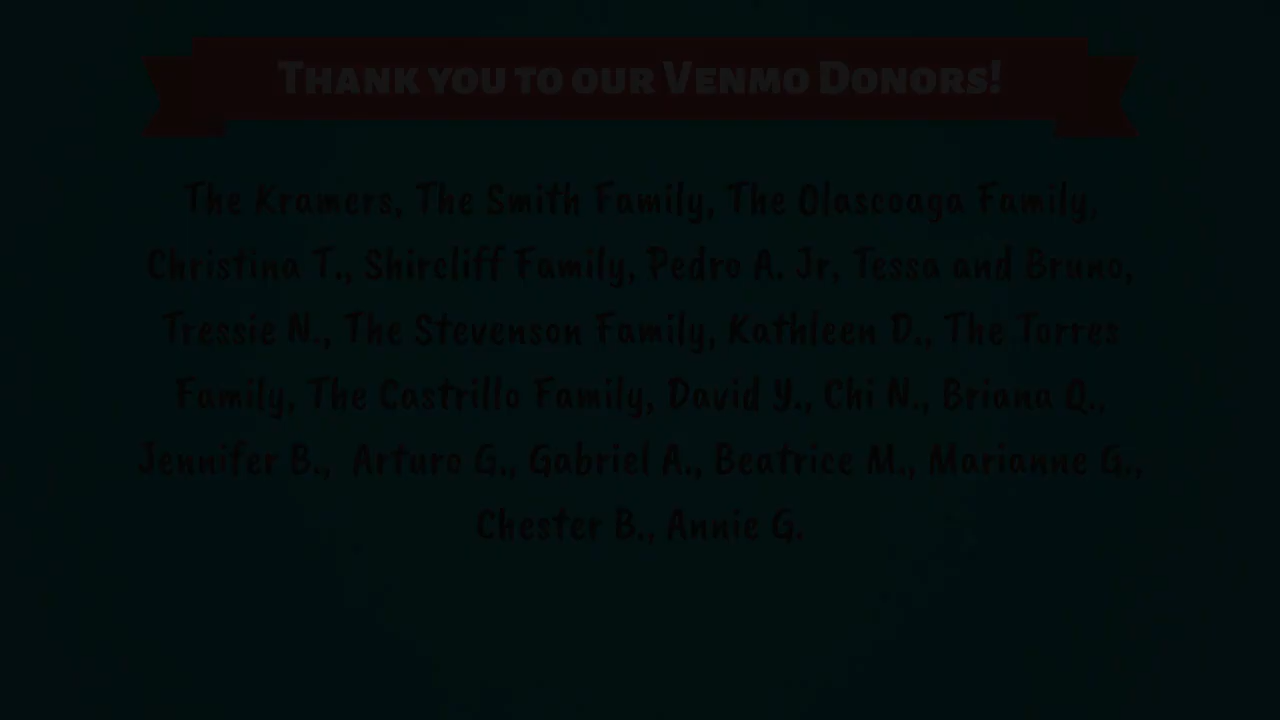 Thank you to our Venmo Donors!
The Kramers, The Smith Family, The Olascoaga Family,
Christina T., Shircliff Family, Pedro A. Jr, Tessa and Bruno,
Tressie N., The Stevenson Family, Kathleen D., The Torres
Family, The Castrillo Family, David Y., Chi N., Briana Q.,
Jennifer B., Arturo G., Gabriel A., Beatrice M., Marianne G.,
Chester B., Annie G.